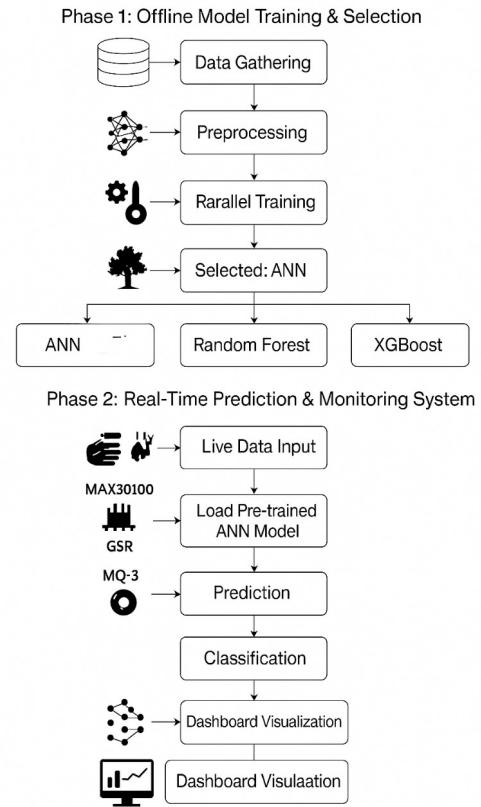 Phase 1: Offline Model Training & Selection
Data Gathering
Preprocessing
Rarallel Training
Selected: ANN
ANN
Random Forest
XGBoost
Phase 2: Real-Time Prediction & Monitoring System
Live Data Input
MAX30100
Load Pre-trained
ANN Model
GSR
MQ-3
Prediction
Classification
Dashboard Visualization
Dashboard Visulaation